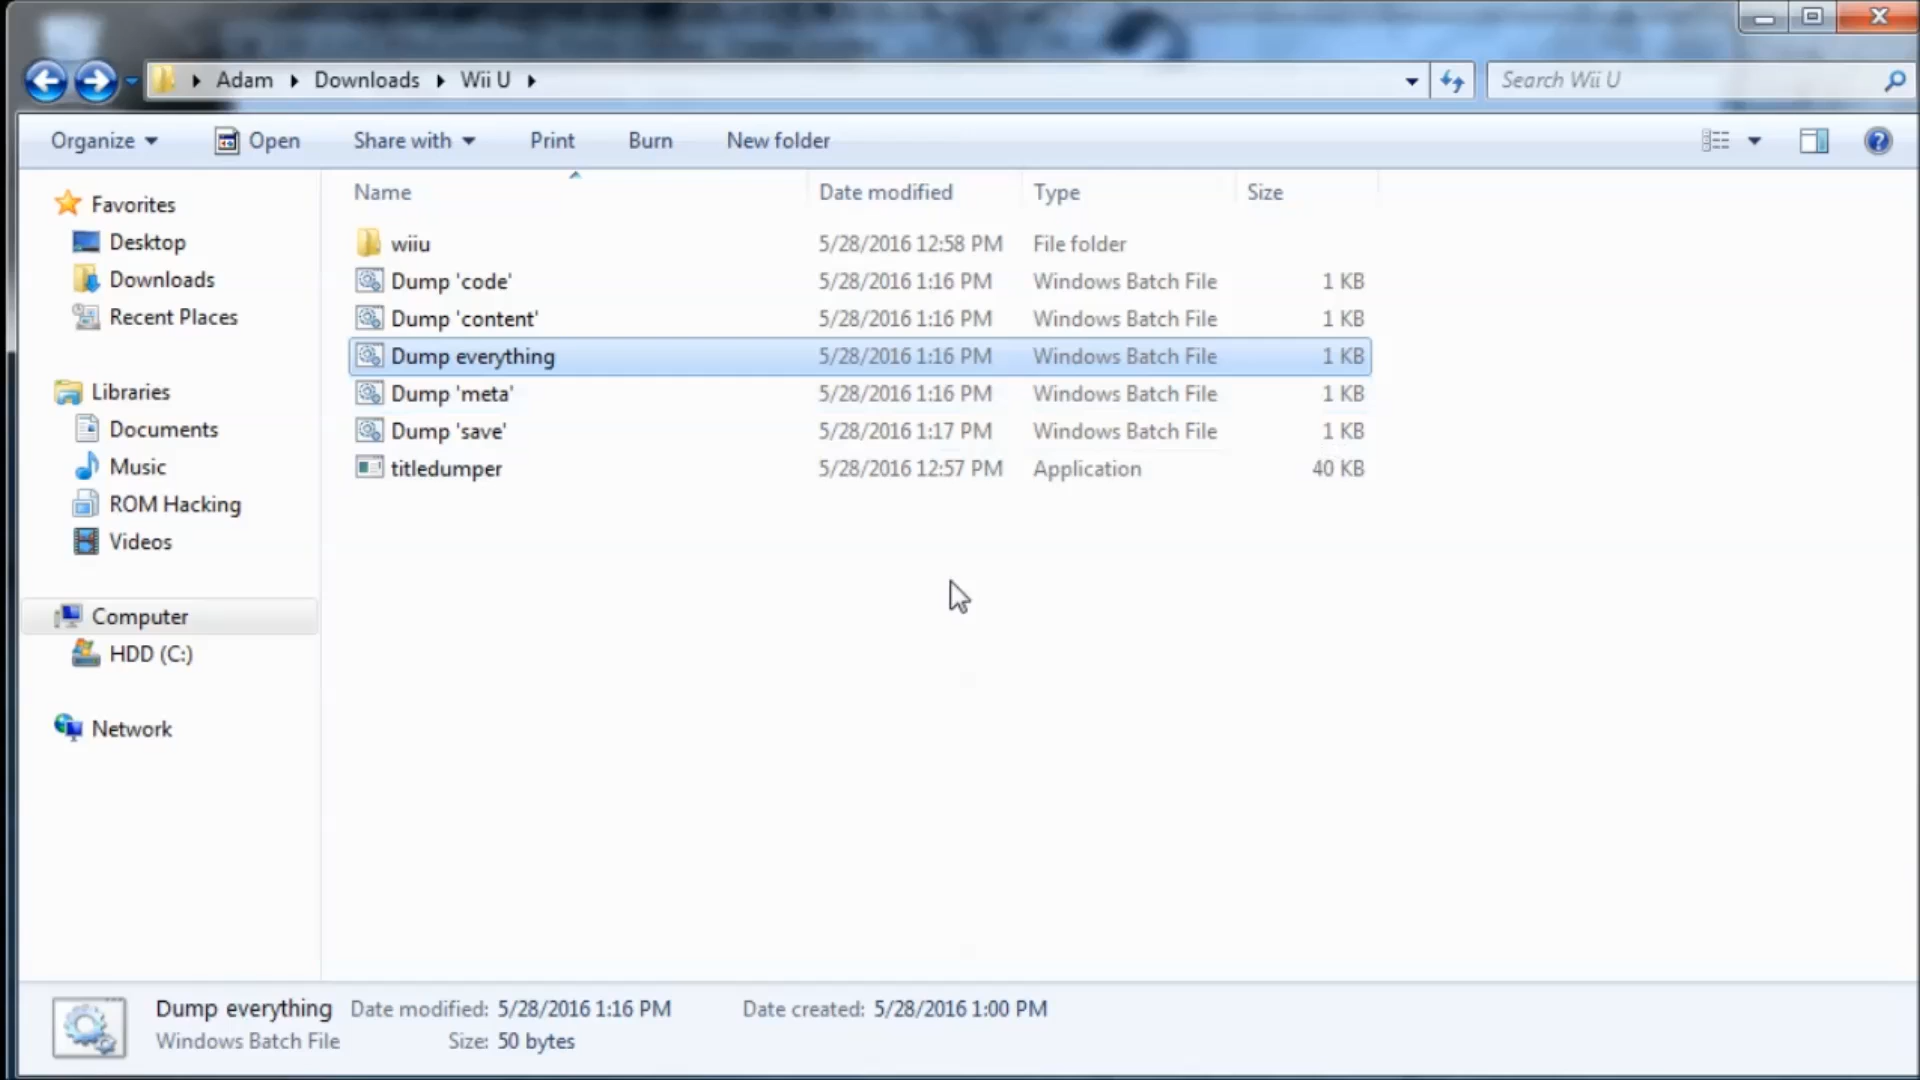 Adam Downloads Wii U Search Wii U
Organize Open Share with Print Burn New folder
Name Date modified Type Size
Favorites
Desktop
Downloads
Recent Places
Libraries
Documents
Music
ROM Hacking
Videos
Computer
HDD (C:)
Network
wiiu 5/28/2016 12:58 PM File folder
Dump 'code' 5/28/2016 1:16 PM Windows Batch File 1 KB
Dump 'content' 5/28/2016 1:16 PM Windows Batch File 1 KB
Dump everything 5/28/2016 1:16 PM Windows Batch File 1 KB
Dump 'meta' 5/28/2016 1:16 PM Windows Batch File 1 KB
Dump 'save' 5/28/2016 1:17 PM Windows Batch File 1 KB
titledumper 5/28/2016 12:57 PM Application 40 KB
Dump everything Date modified: 5/28/2016 1:16 PM Date created: 5/28/2016 1:00 PM
Windows Batch File Size: 50 bytes